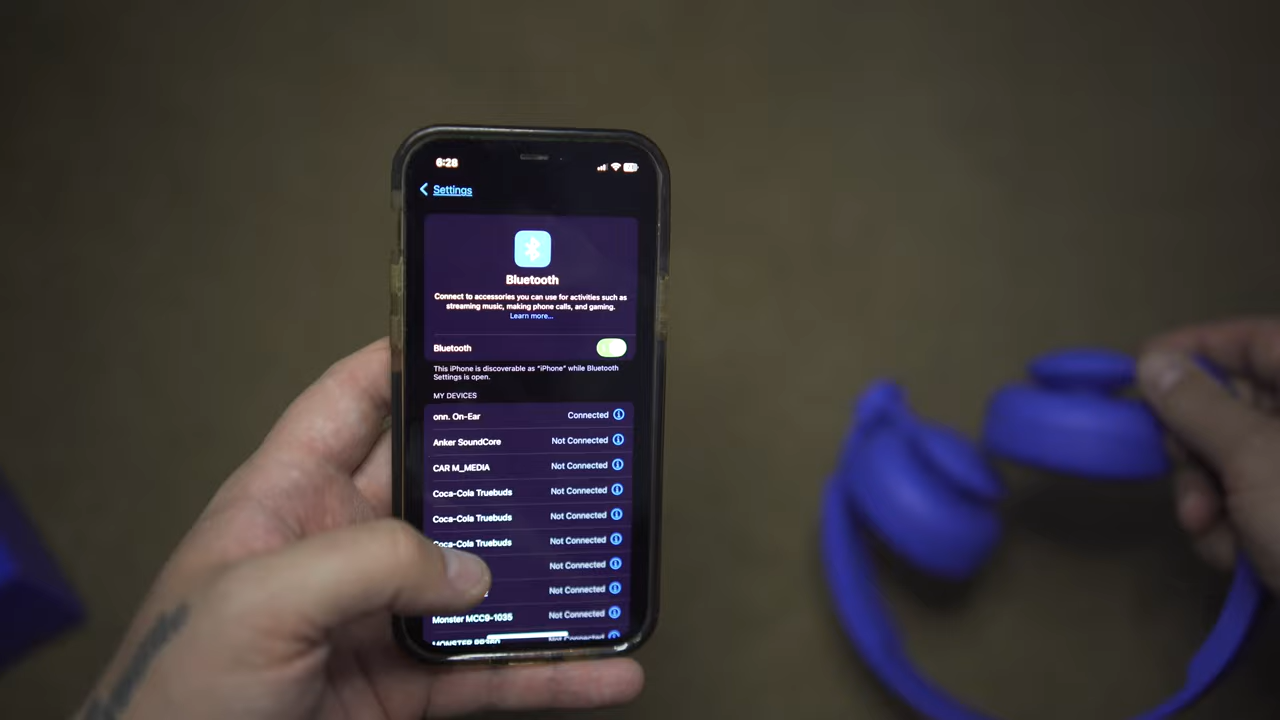 6:28
Settings
Bluetooth
Connect to accessories you can use for activities such as
streaming music, making phone calls, and gaming.
Learn more...
Bluetooth
This iPhone is discoverable as "iPhone" while Bluetooth
Settings is open.
MY DEVICES
onn. On-Ear Connected
Anker SoundCore Not Connected
CAR M_MEDIA Not Connected
Coca-Cola Truebuds Not Connected
Coca-Cola Truebuds Not Connected
Coca-Cola Truebuds Not Connected
Not Connected
Not Connected
Monster MCC9-1035 Not Connected
MONSTER